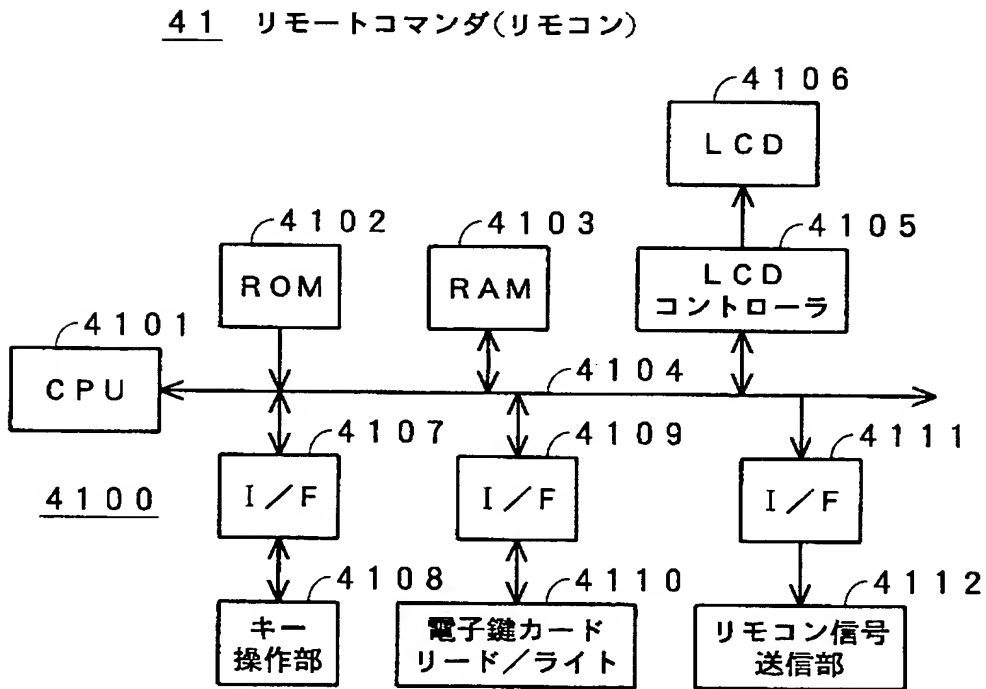 41 リモートコマンダ(リモコン)
4106
LCD
4102
4103
4105
ROM
RAM
LCD
コントローラ
4101
CPU
4104
4107
4109
4111
I/F
I/F
I/F
4100
4108
4110
4112
キー
操作部
電子鍵カード
リード/ライト
リモコン信号
送信部